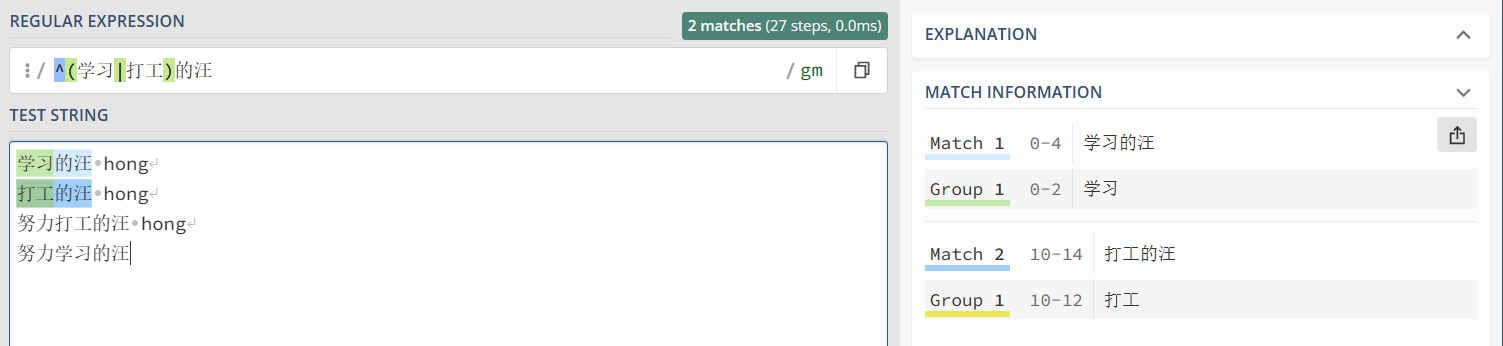 REGULAR EXPRESSION
2 matches (27 steps, 0.0ms)
/ ^(学习|打工)的汪 / gm
TEST STRING
学习的汪 hong
打工的汪 hong
努力打工的汪 hong
努力学习的汪
EXPLANATION
MATCH INFORMATION
Match 1 0-4 学习的汪
Group 1 0-2 学习
Match 2 10-14 打工的汪
Group 1 10-12 打工